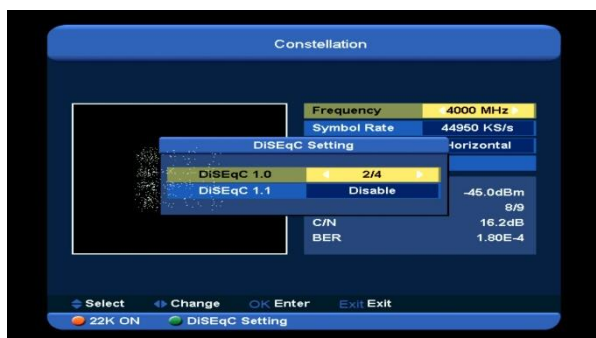 Constellation
Frequency 4000 MHz
Symbol Rate 44950 KS/s
DiSEqC Setting
Horizontal
DiSEqC 1.0 2/4
DiSEqC 1.1 Disable
-45.0dBm
8/9
C/N 16.2dB
BER 1.80E-4
Select Change OK Enter Exit Exit
22K ON DiSEqC Setting